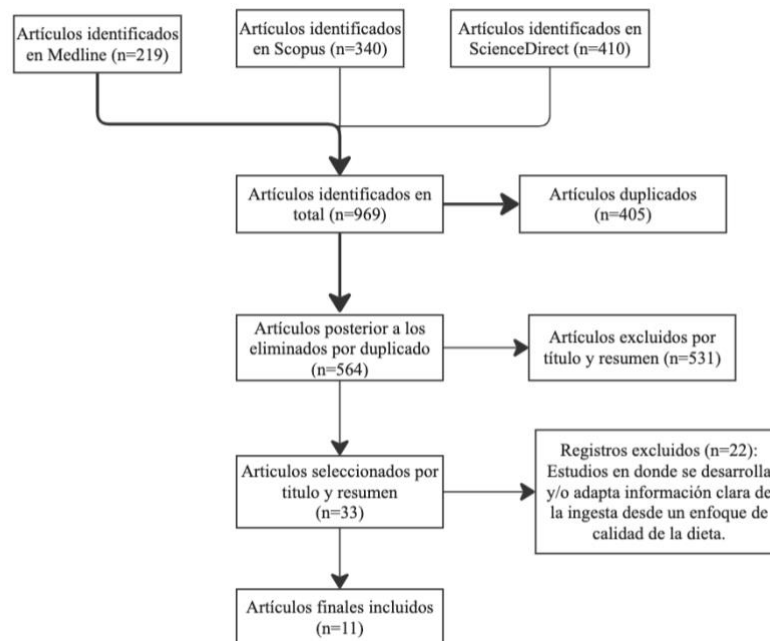 Artículos identificados
en Medline (n=219)
Artículos identificados
en Scopus (n=340)
Artículos identificados en
ScienceDirect (n=410)
Artículos identificados en
total (n=969)
Artículos duplicados
(n=405)
Artículos posterior a los
eliminados por duplicado
(n=564)
Artículos excluidos por
título y resumen (n=531)
Articulos seleccionados por
titulo y resumen
(n=33)
Registros excluidos (n=22):
Estudios en donde se desarrolla
y/o adapta información clara de
la ingesta desde un enfoque de
calidad de la dieta.
Artículos finales incluidos
(n=11)